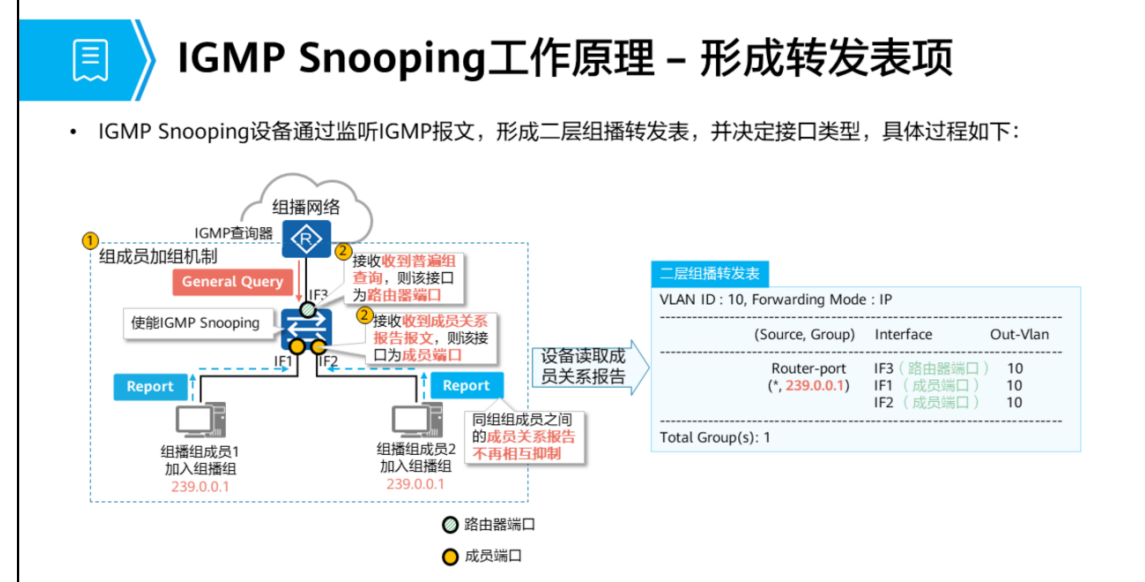 IGMP Snooping工作原理 – 形成转发表项
• IGMP Snooping设备通过监听IGMP报文，形成二层组播转发表，并决定接口类型，具体过程如下：
组播网络
IGMP查询器
R
1
组成员加组机制
General Query
IF3
2
接收收到普遍组
查询，则该接口
为路由器端口
使能IGMP Snooping
2
接收收到成员关系
报告报文，则该接
口为成员端口
IF1
IF2
Report
Report
组播组成员1
加入组播组
239.0.0.1
组播组成员2
加入组播组
239.0.0.1
同组组成员之间
的成员关系报告
不再相互抑制
设备读取成
员关系报告
二层组播转发表
VLAN ID : 10, Forwarding Mode : IP
(Source, Group) Interface Out-Vlan
Router-port IF3（路由器端口） 10
(*, 239.0.0.1) IF1（成员端口） 10
IF2（成员端口） 10
Total Group(s): 1
路由器端口
成员端口